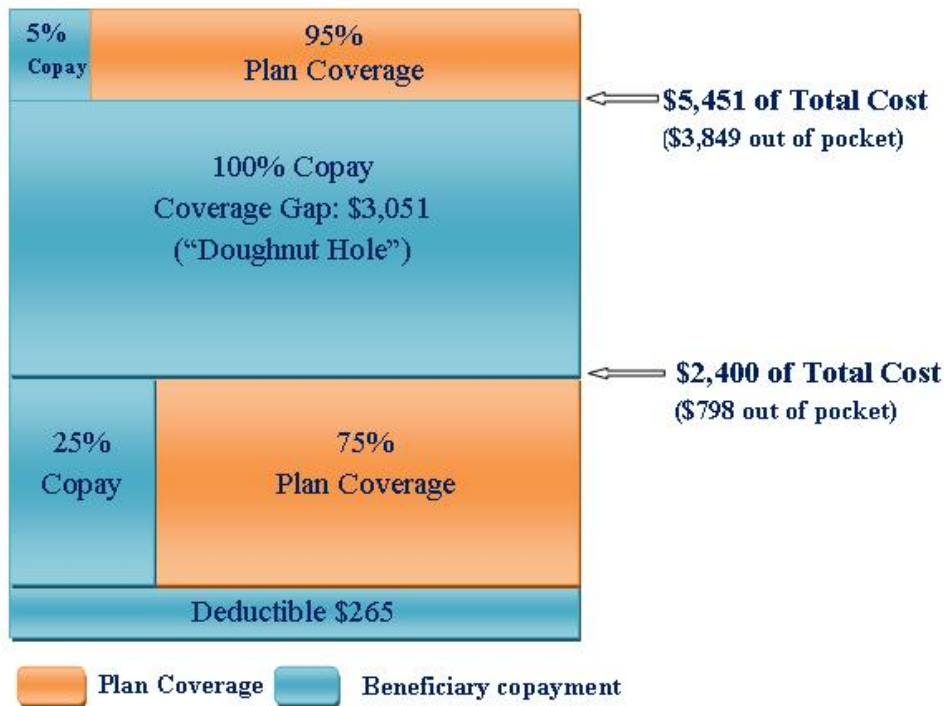 5%
Copay
95%
Plan Coverage
$5,451 of Total Cost
($3,849 out of pocket)
100% Copay
Coverage Gap: $3,051
(“Doughnut Hole”)
$2,400 of Total Cost
($798 out of pocket)
25%
Copay
75%
Plan Coverage
Deductible $265
Plan Coverage
Beneficiary copayment